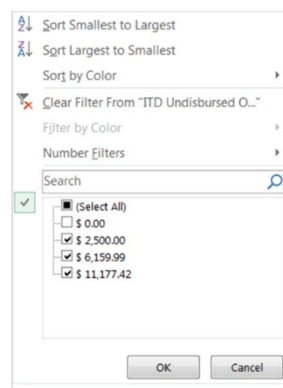 Sort Smallest to Largest
Sort Largest to Smallest
Sort by Color
Clear Filter From "ITD Undisbursed O..."
Filter by Color
Number Filters
Search
(Select All)
$ 0.00
$ 2,500.00
$ 6,159.99
$ 11,177.42
OK Cancel